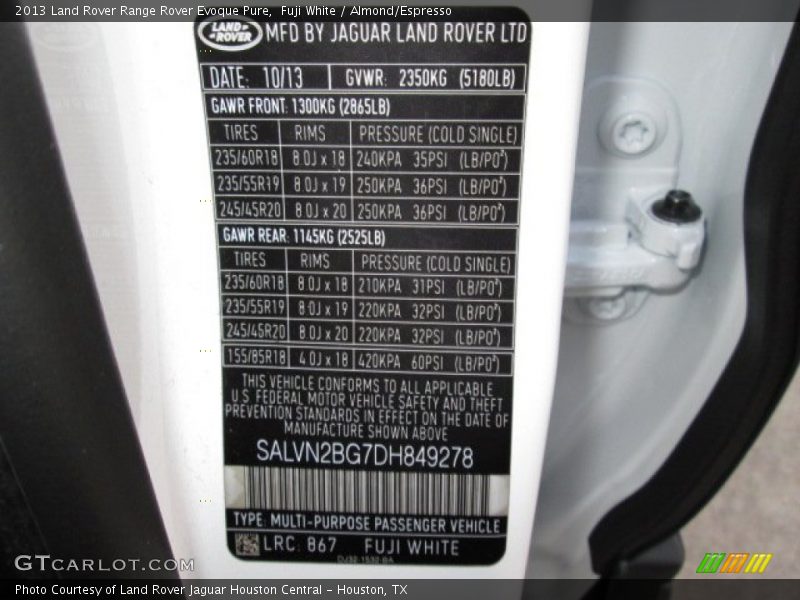 2013 Land Rover Range Rover Evoque Pure, Fuji White / Almond/Espresso
LAND-ROVER MFD BY JAGUAR LAND ROVER LTD
DATE: 10/13 GVWR: 2350KG (5180LB)
GAWR FRONT: 1300KG (2865LB)
TIRES RIMS PRESSURE (COLD SINGLE)
235/60R18 8.0J x 18 240KPA 35PSI (LB/PO²)
235/55R19 8.0J x 19 250KPA 36PSI (LB/PO²)
245/45R20 8.0J x 20 250KPA 36PSI (LB/PO²)
GAWR REAR: 1145KG (2525LB)
TIRES RIMS PRESSURE (COLD SINGLE)
235/60R18 8.0J x 18 210KPA 31PSI (LB/PO²)
235/55R19 8.0J x 19 220KPA 32PSI (LB/PO²)
245/45R20 8.0J x 20 220KPA 32PSI (LB/PO²)
155/85R18 4.0J x 18 420KPA 60PSI (LB/PO²)
THIS VEHICLE CONFORMS TO ALL APPLICABLE
U.S FEDERAL MOTOR VEHICLE SAFETY AND THEFT
PREVENTION STANDARDS IN EFFECT ON THE DATE OF
MANUFACTURE SHOWN ABOVE
SALVN2BG7DH849278
TYPE: MULTI-PURPOSE PASSENGER VEHICLE
LRC: 867 FUJI WHITE
GTCARLOT.COM
Photo Courtesy of Land Rover Jaguar Houston Central - Houston, TX